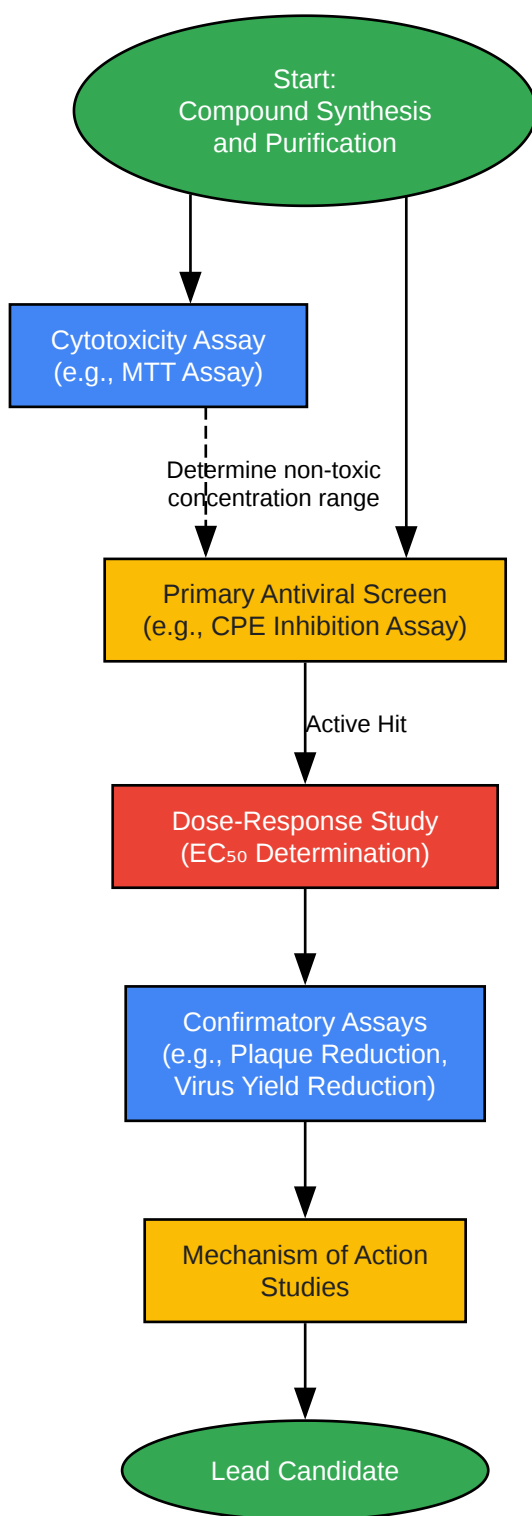 Start:
Compound Synthesis
and Purification
Cytotoxicity Assay
(e.g., MTT Assay)
Determine non-toxic
concentration range
Primary Antiviral Screen
(e.g., CPE Inhibition Assay)
Active Hit
Dose-Response Study
(EC₅₀ Determination)
Confirmatory Assays
(e.g., Plaque Reduction,
Virus Yield Reduction)
Mechanism of Action
Studies
Lead Candidate